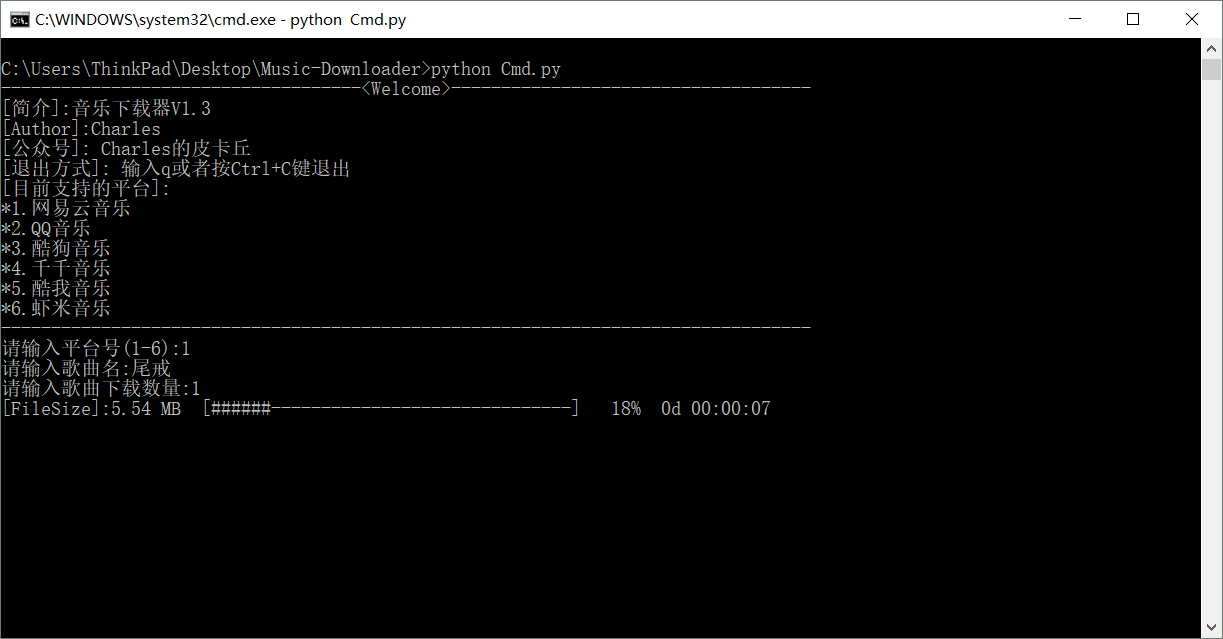 C:\WINDOWS\system32\cmd.exe - python  Cmd.py
C:\Users\ThinkPad\Desktop\Music-Downloader>python Cmd.py
------------------------------------<Welcome>------------------------------------
[简介]:音乐下载器V1.3
[Author]:Charles
[公众号]: Charles的皮卡丘
[退出方式]: 输入q或者按Ctrl+C键退出
[目前支持的平台]:
*1.网易云音乐
*2.QQ音乐
*3.酷狗音乐
*4.千千音乐
*5.酷我音乐
*6.虾米音乐
---------------------------------------------------------------------------------
请输入平台号(1-6):1
请输入歌曲名:尾戒
请输入歌曲下载数量:1
[FileSize]:5.54 MB  [######------------------------------]   18%  0d 00:00:07